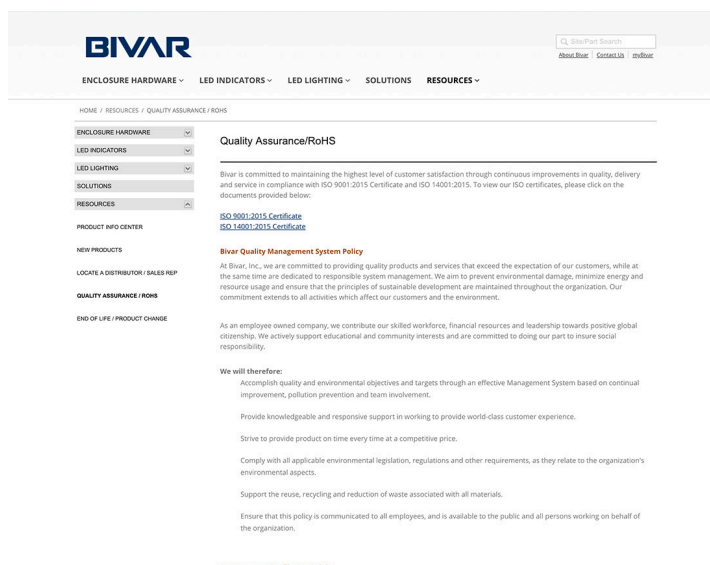 BIVAR
Site/Part Search
About Bivar Contact Us myBivar
ENCLOSURE HARDWARE LED INDICATORS LED LIGHTING SOLUTIONS RESOURCES
HOME / RESOURCES / QUALITY ASSURANCE / ROHS
ENCLOSURE HARDWARE
LED INDICATORS
LED LIGHTING
SOLUTIONS
RESOURCES
PRODUCT INFO CENTER
NEW PRODUCTS
LOCATE A DISTRIBUTOR / SALES REP
QUALITY ASSURANCE / ROHS
END OF LIFE / PRODUCT CHANGE
Quality Assurance/RoHS
Bivar is committed to maintaining the highest level of customer satisfaction through continuous improvements in quality, delivery
and service in compliance with ISO 9001:2015 Certificate and ISO 14001:2015. To view our ISO certificates, please click on the
documents provided below:
ISO 9001:2015 Certificate
ISO 14001:2015 Certificate
Bivar Quality Management System Policy
At Bivar, Inc., we are committed to providing quality products and services that exceed the expectation of our customers, while at
the same time are dedicated to responsible system management. We aim to prevent environmental damage, minimize energy and
resource usage and ensure that the principles of sustainable development are maintained throughout the organization. Our
commitment extends to all activities which affect our customers and the environment.
As an employee owned company, we contribute our skilled workforce, financial resources and leadership towards positive global
citizenship. We actively support educational and community interests and are committed to doing our part to insure social
responsibility.
We will therefore:
Accomplish quality and environmental objectives and targets through an effective Management System based on continual
improvement, pollution prevention and team involvement.
Provide knowledgeable and responsive support in working to provide world-class customer experience.
Strive to provide product on time every time at a competitive price.
Comply with all applicable environmental legislation, regulations and other requirements, as they relate to the organization's
environmental aspects.
Support the reuse, recycling and reduction of waste associated with all materials.
Ensure that this policy is communicated to all employees, and is available to the public and all persons working on behalf of
the organization.